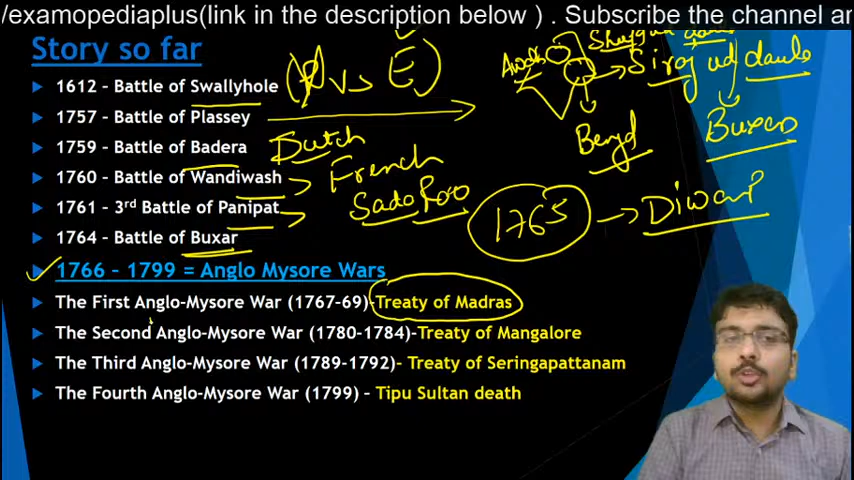 /examopediaplus(link in the description below ) . Subscribe the channel an
Story so far
1612 - Battle of Swallyhole (P vs E)
1757 - Battle of Plassey
1759 - Battle of Badera Dutch
1760 - Battle of Wandiwash French
1761 - 3rd Battle of Panipat Sado Roo
1764 - Battle of Buxar
1766 - 1799 = Anglo Mysore Wars
The First Anglo-Mysore War (1767-69)-Treaty of Madras
The Second Anglo-Mysore War (1780-1784)-Treaty of Mangalore
The Third Anglo-Mysore War (1789-1792)- Treaty of Seringapattanam
The Fourth Anglo-Mysore War (1799) - Tipu Sultan death
Awadh
Siraj ud daula
Bengal
Buxar
1765 Diwani